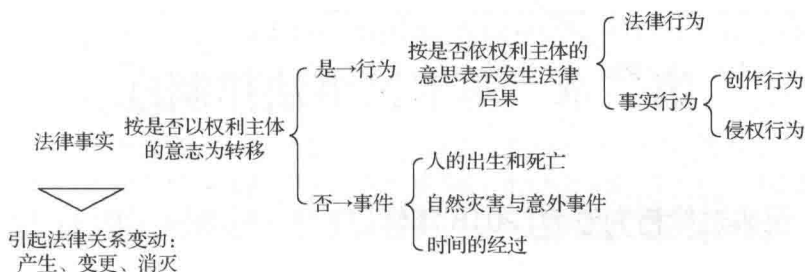 法律事实
按是否以权利主体
的意志为转移
是→行为
按是否依权利主体的
意思表示发生法律
后果
法律行为
事实行为
创作行为
侵权行为
否→事件
人的出生和死亡
自然灾害与意外事件
时间的经过
引起法律关系变动：
产生、变更、消灭